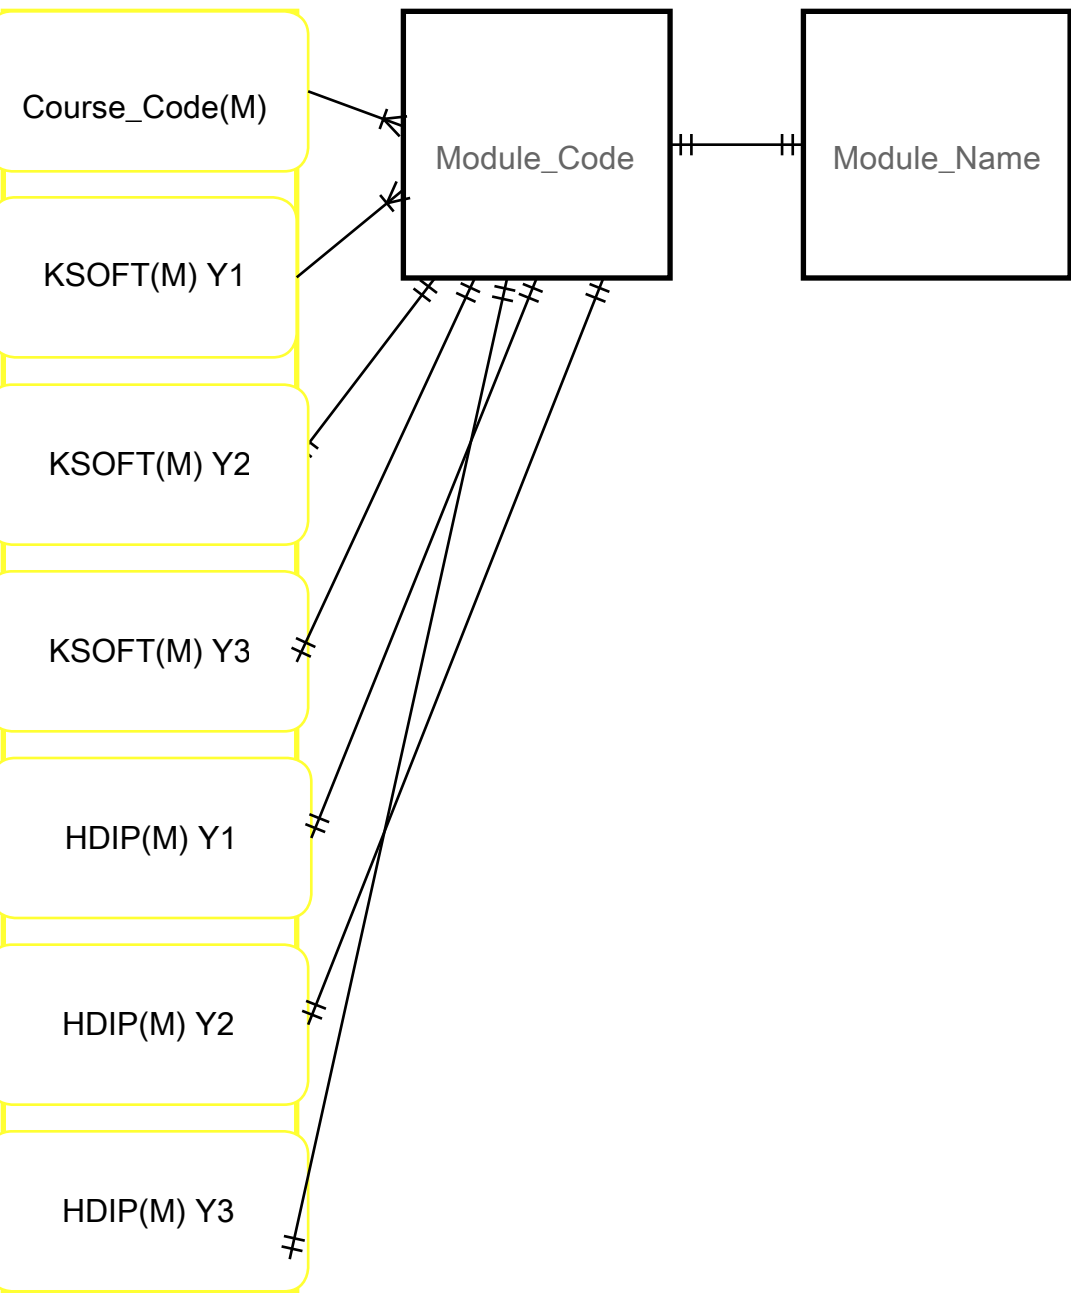 Course_Code(M)
Module_Code
Module_Name
KSOFT(M) Y1
KSOFT(M) Y2
KSOFT(M) Y3
HDIP(M) Y1
HDIP(M) Y2
HDIP(M) Y3